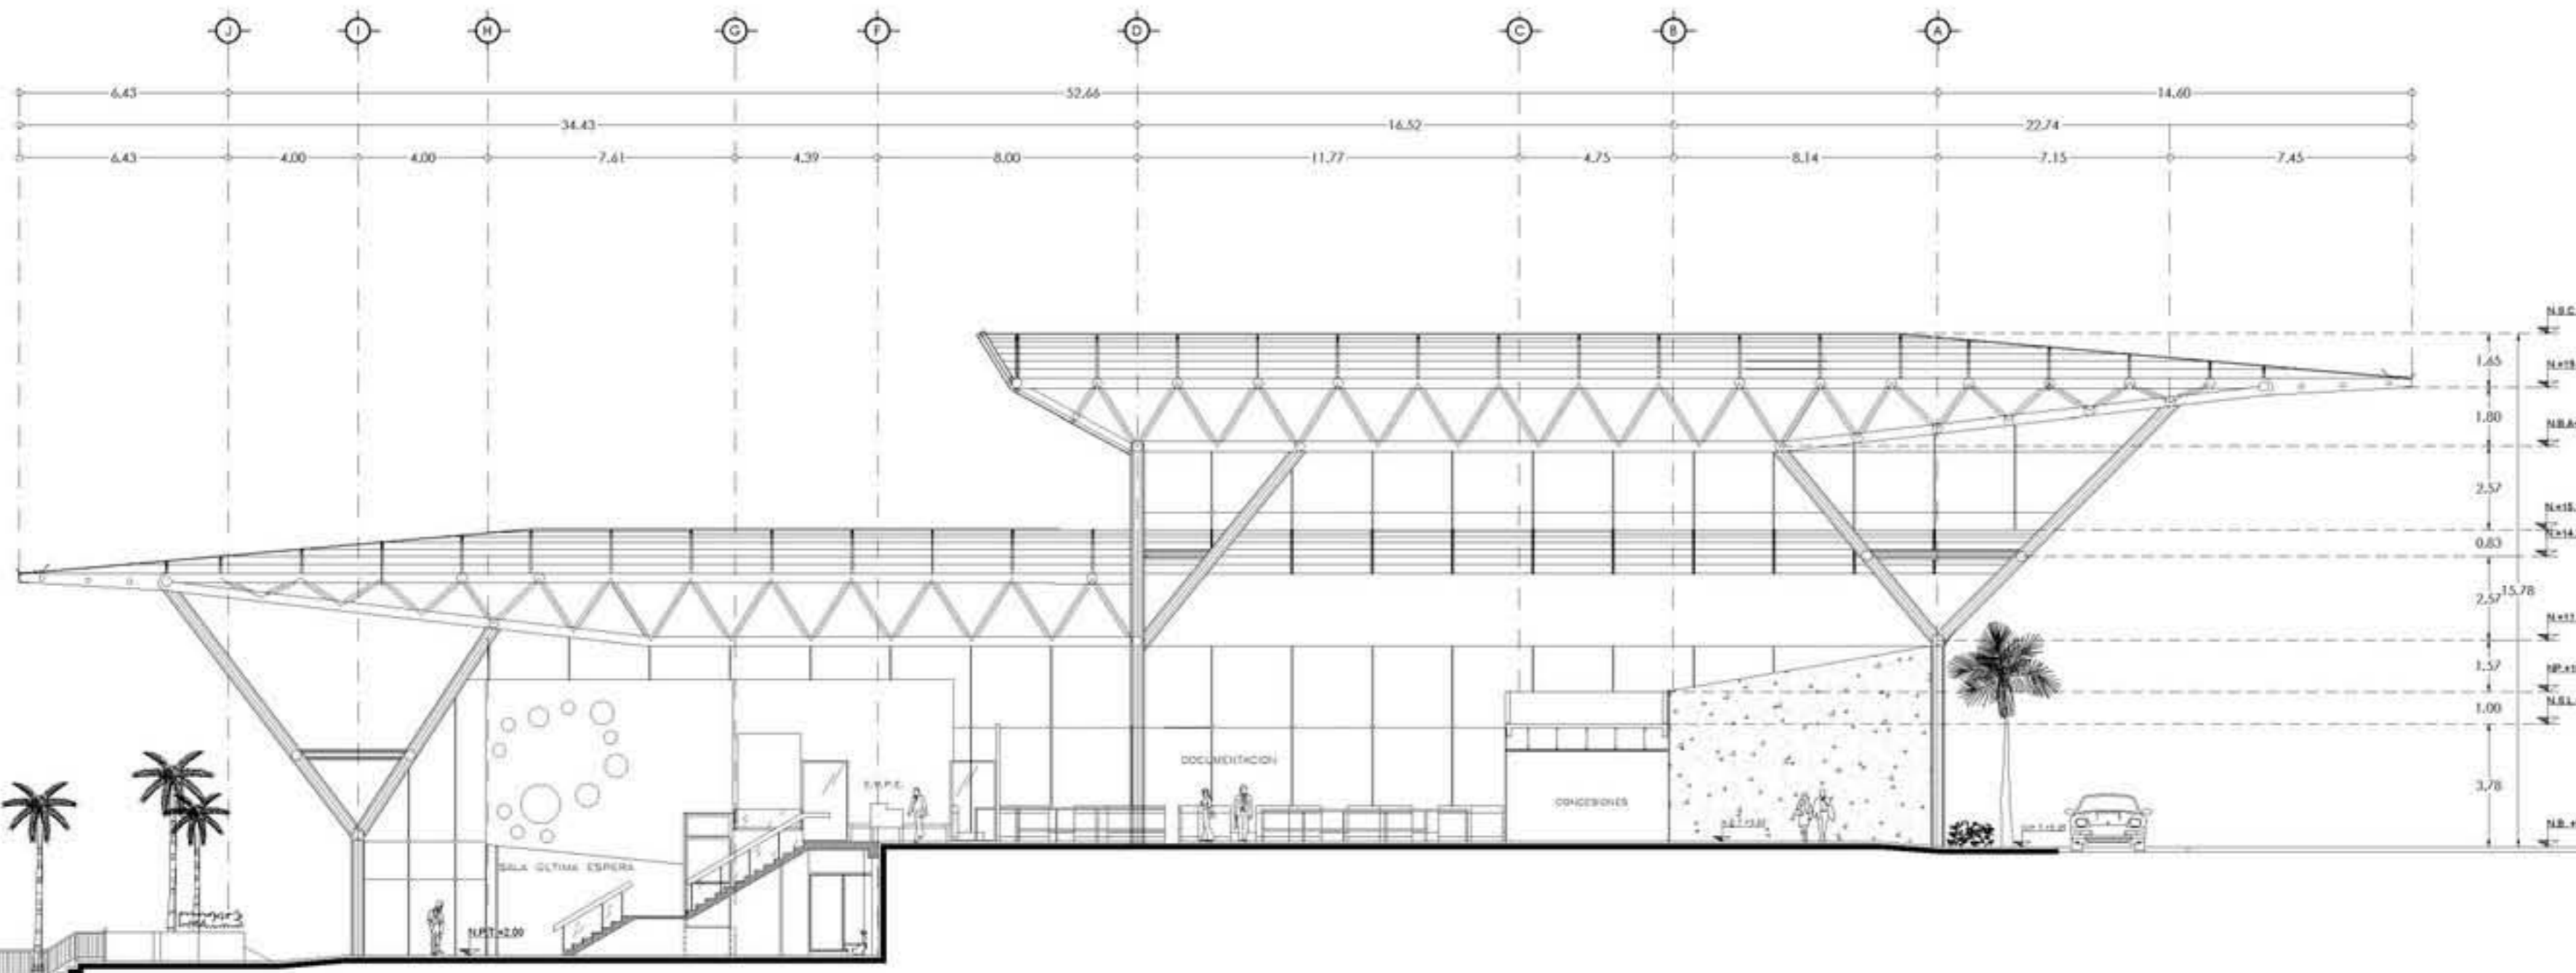 J I H G F D C B A
6.43 52.66 14.60
34.43 16.52 22.74
6.43 4.00 4.00 7.61 4.39 8.00 11.77 4.75 8.14 7.15 7.45
1.65
1.80
2.57
0.83
2.57
15.78
1.57
1.00
3.78
DOCUMENTACION
CONCESIONES
SALA ULTIMA ESPERA
N.P.T.+2.00